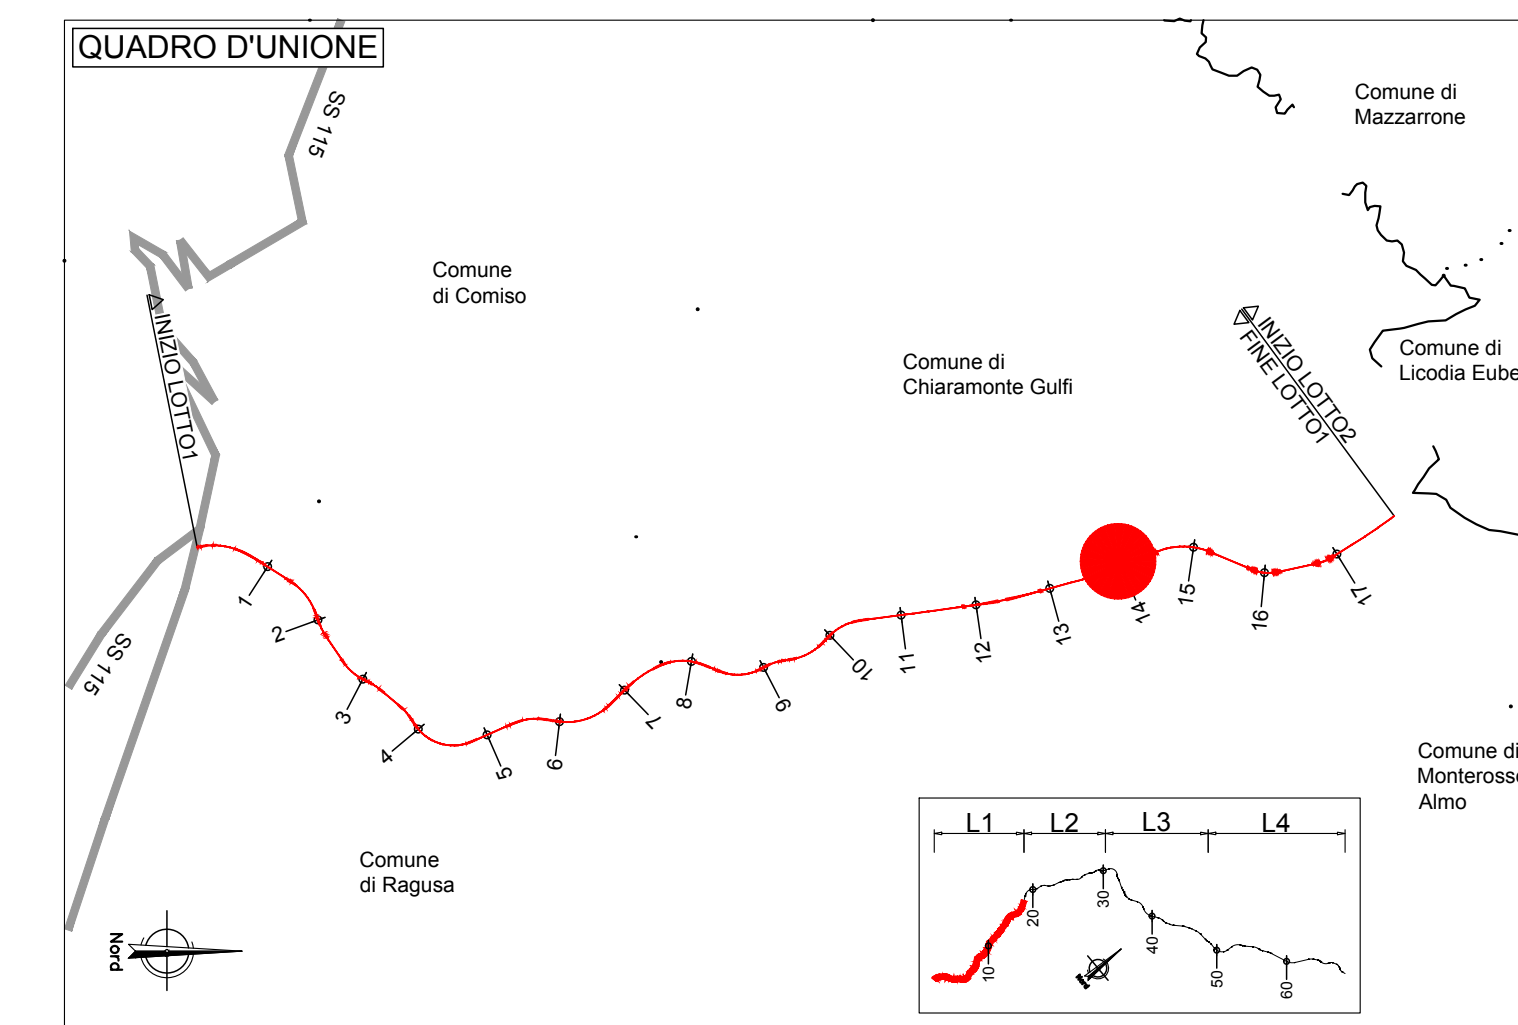 QUADRO D'UNIONE
SS 115
Comune di
Mazzarrone
Comune
di Comiso
INIZIO LOTTO1
Comune di
Chiaramonte Gulfi
INIZIO LOTTO2
FINE LOTTO1
Comune di
Licodia Eube
1
2
3
4
5
6
7
8
9
10
11
12
13
14
15
16
17
SS 115
Comune di
Monterosso
Almo
Comune
di Ragusa
Nord
L1 L2 L3 L4
10
20
30
40
50
60